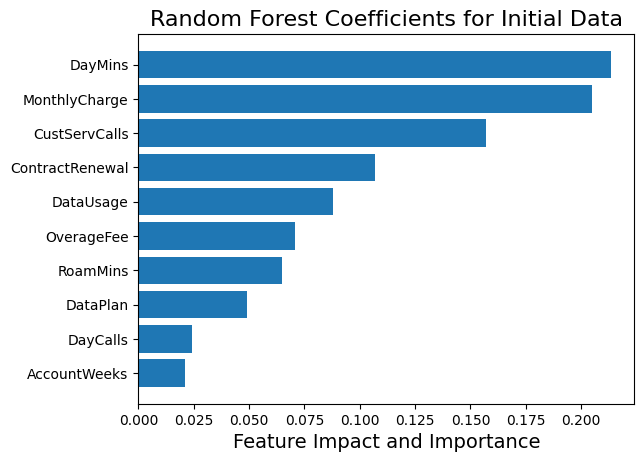 Random Forest Coefficients for Initial Data
DayMins
MonthlyCharge
CustServCalls
ContractRenewal
DataUsage
OverageFee
RoamMins
DataPlan
DayCalls
AccountWeeks
0.000 0.025 0.050 0.075 0.100 0.125 0.150 0.175 0.200
Feature Impact and Importance